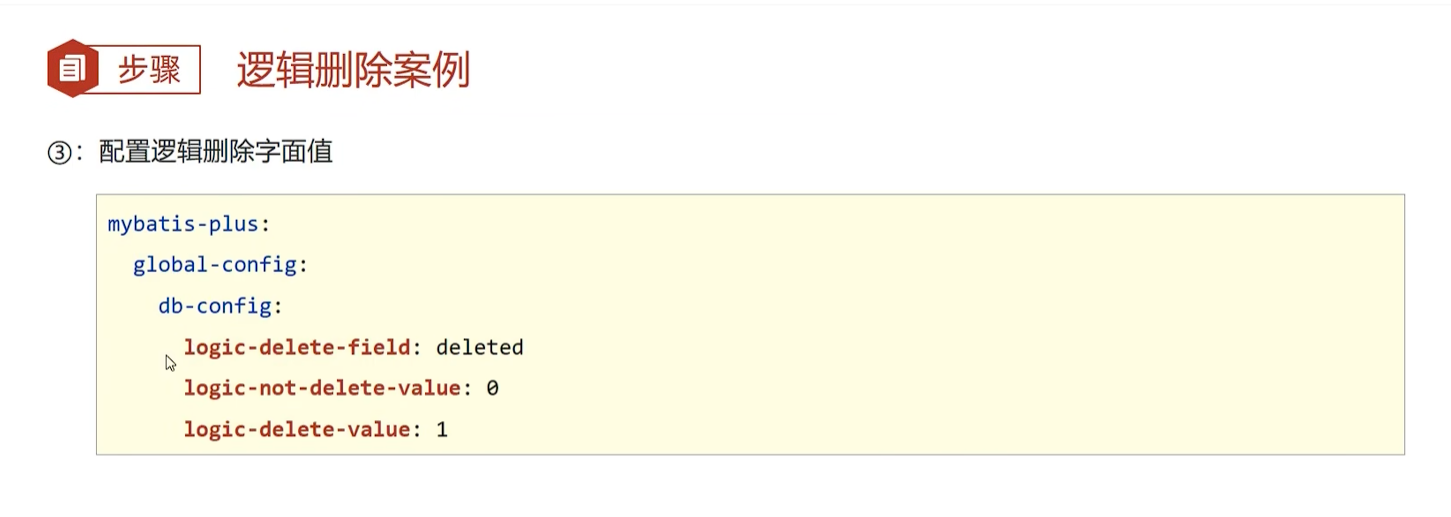 步骤 逻辑删除案例
③：配置逻辑删除字面值
mybatis-plus:
  global-config:
    db-config:
      logic-delete-field: deleted
      logic-not-delete-value: 0
      logic-delete-value: 1